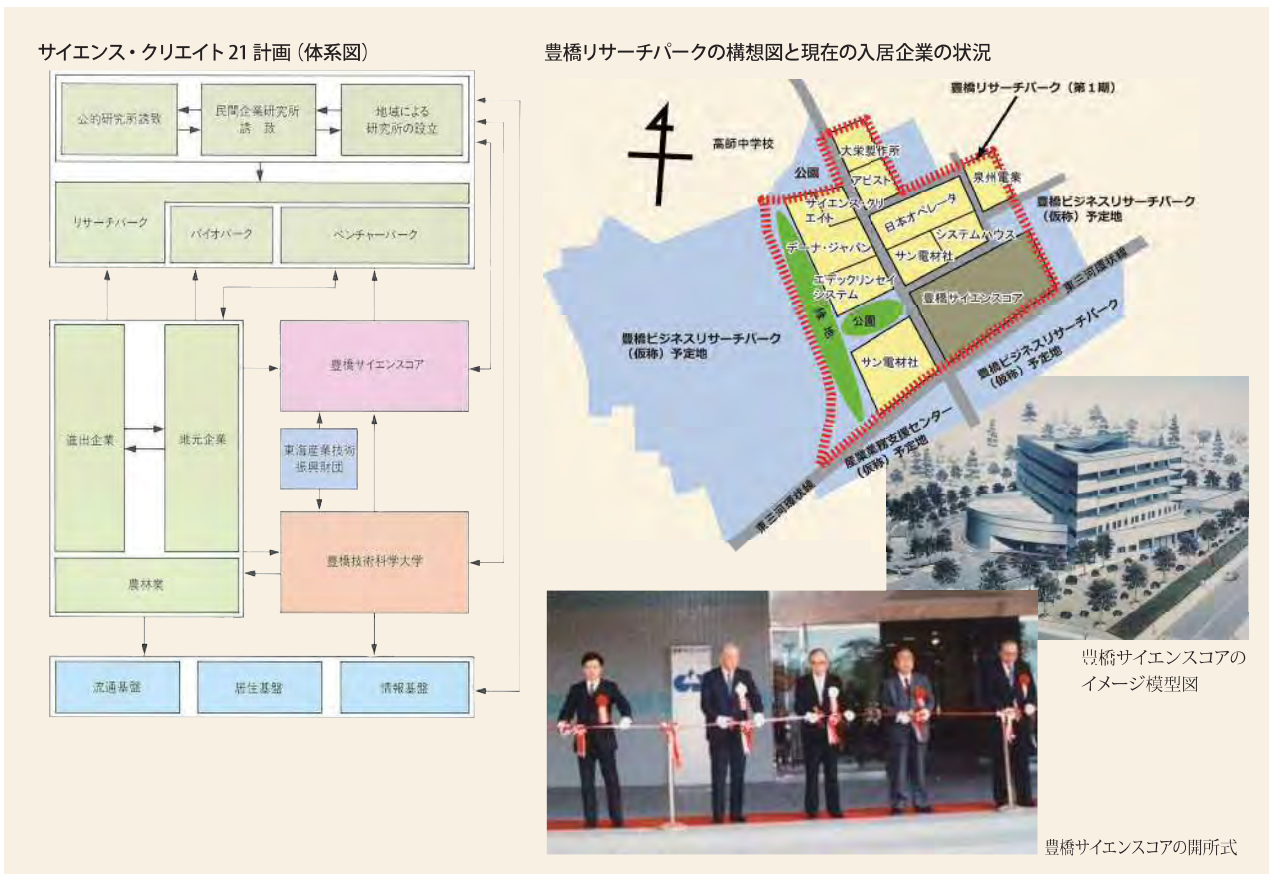 サイエンス・クリエイト21計画（体系図）
公的研究所誘致
民間企業研究所
誘　致
地域による
研究所の設立
リサーチパーク
バイオパーク
ベンチャーパーク
進出企業
地元企業
農林業
豊橋サイエンスコア
東海産業技術
振興財団
豊橋技術科学大学
流通基盤
居住基盤
情報基盤
豊橋リサーチパークの構想図と現在の入居企業の状況
豊橋リサーチパーク（第1期）
高師中学校
公園
大栄製作所
アビスト
泉州電業
サイエンス・クリ
エイト
日本オペレータ
システムハウス
豊橋ビジネスリサーチパーク
（仮称）予定地
デーナ・ジャパン
サン電材社
エデックリンセイ
システム
豊橋サイエンスコア
東三河環状線
緑地
公園
豊橋ビジネスリサーチパーク
（仮称）予定地
サン電材社
豊橋ビジネスリサーチパーク
（仮称）予定地
産業業務支援センター
（仮称）予定地
東三河環状線
豊橋サイエンスコアの
イメージ模型図
豊橋サイエンスコアの開所式